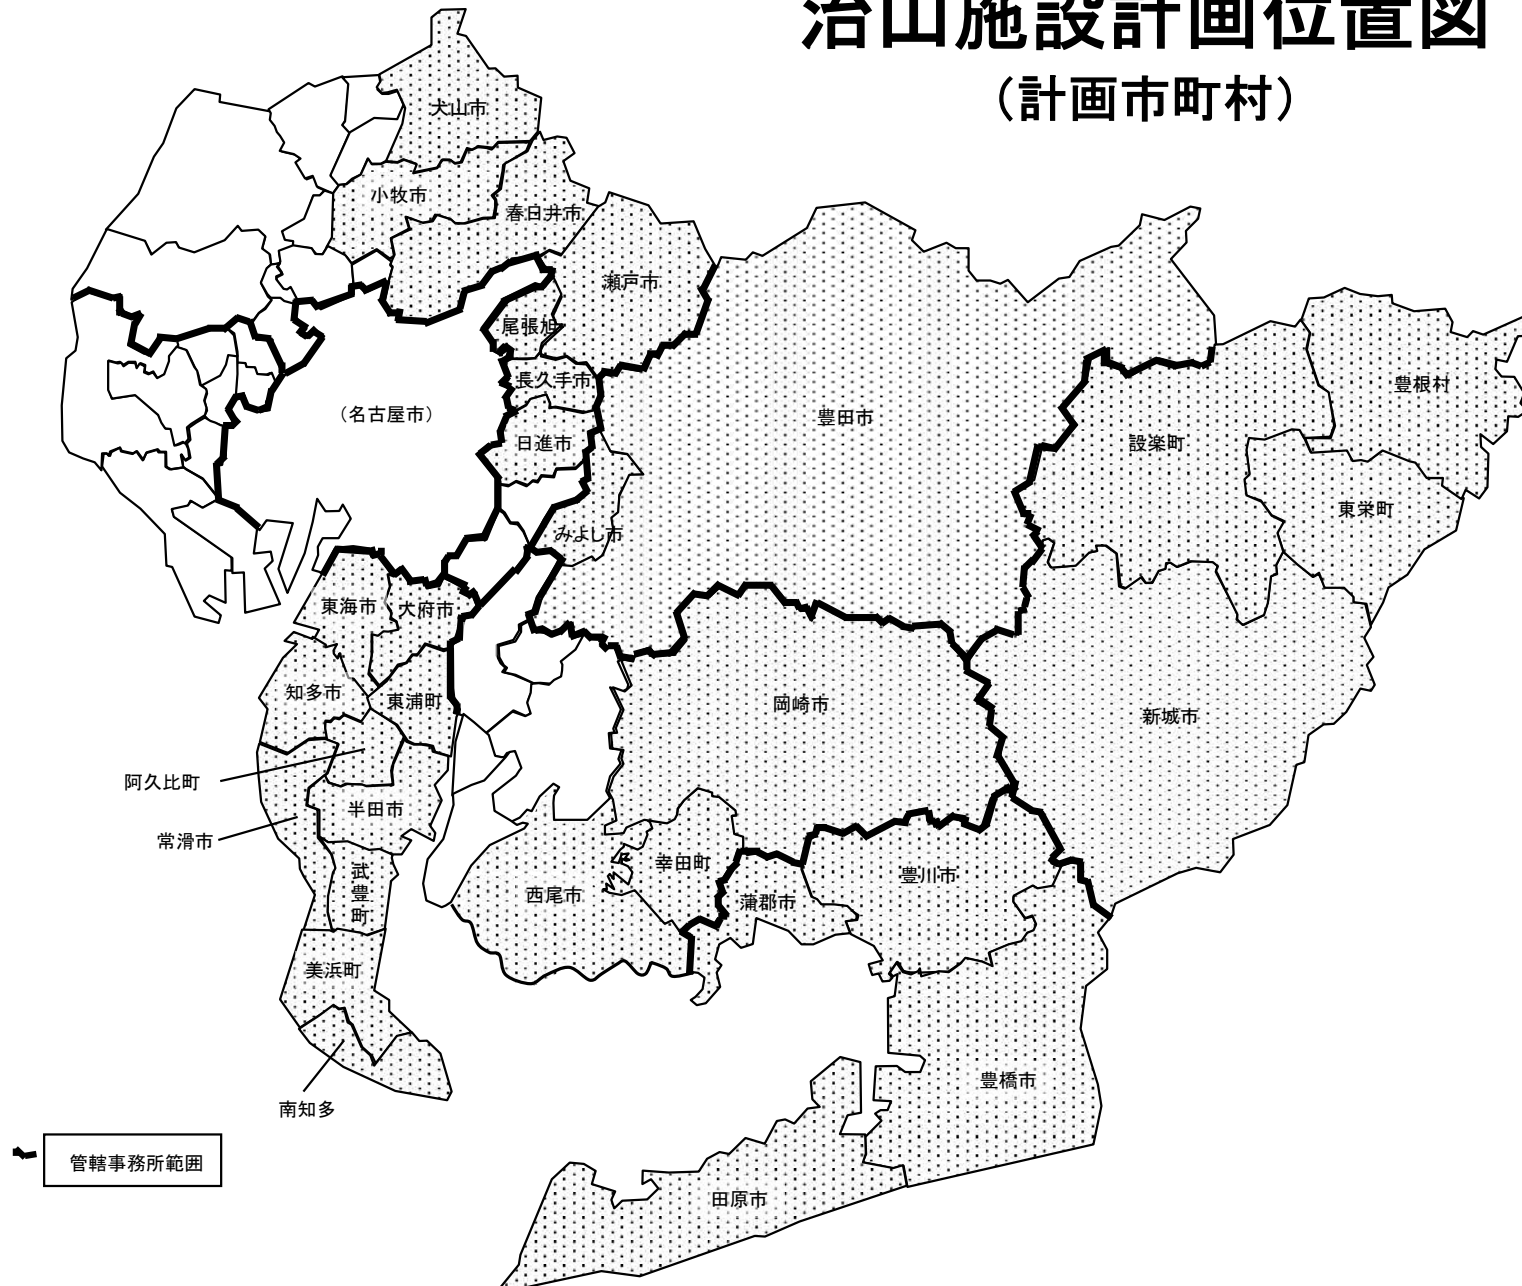 治山施設計画位置図
（計画市町村）
犬山市
小牧市
春日井市
瀬戸市
尾張旭
長久手市
（名古屋市）
日進市
豊田市
設楽町
豊根村
東栄町
みよし市
東海市
大府市
知多市
東浦町
岡崎市
新城市
阿久比町
半田市
常滑市
武
豊
町
西尾市
幸田町
蒲郡市
豊川市
美浜町
南知多
豊橋市
管轄事務所範囲
田原市